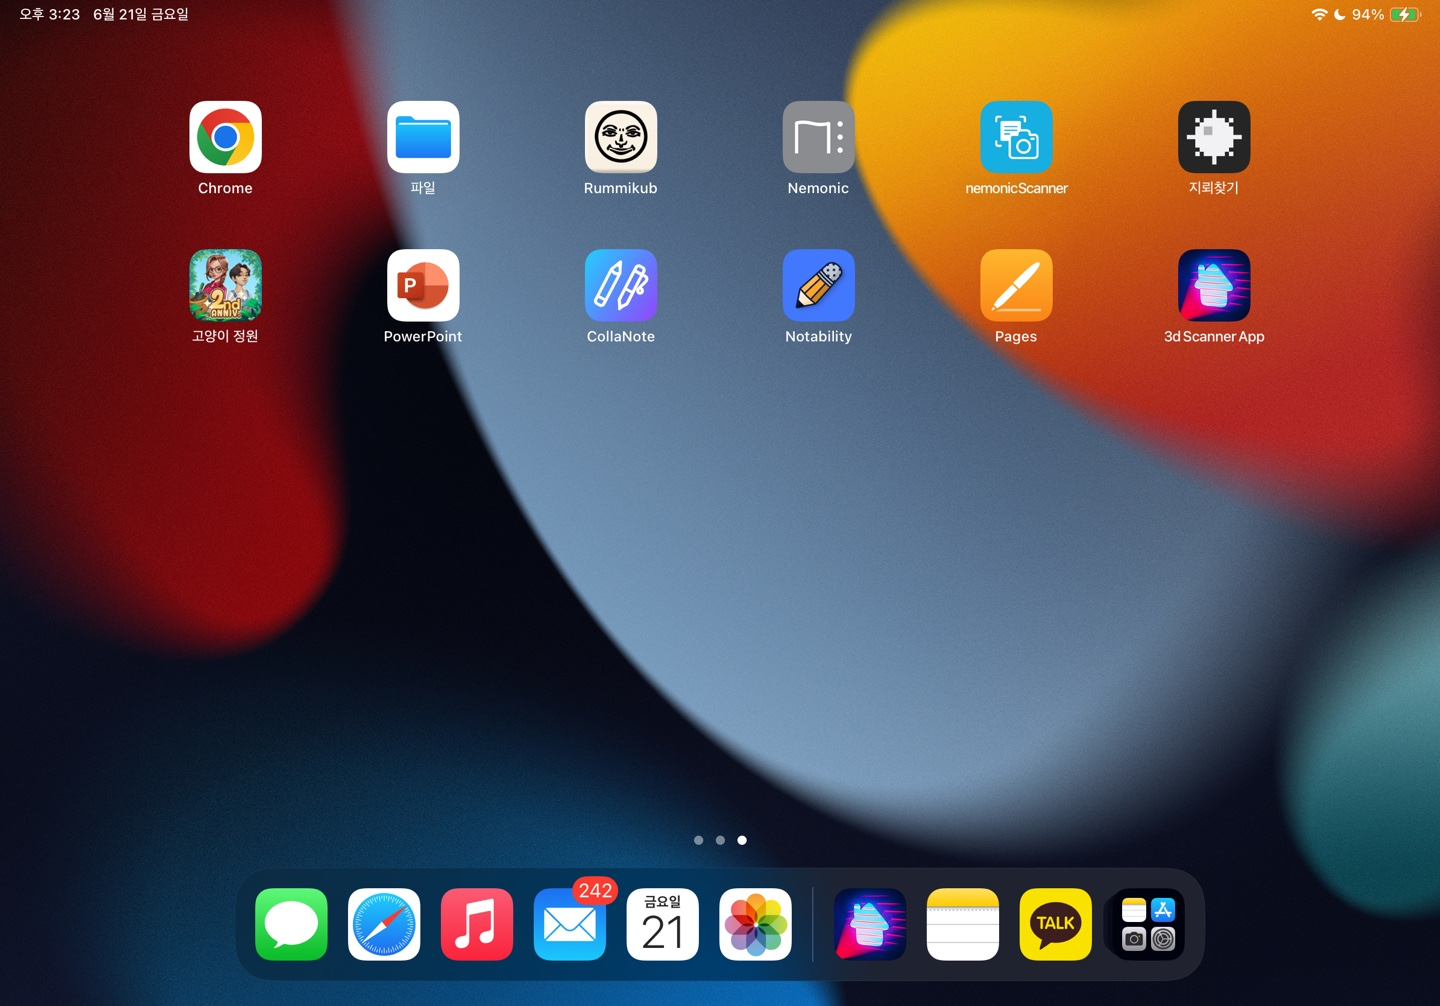 오후 3:23 6월 21일 금요일
94%
Chrome
파일
Rummikub
Nemonic
nemonicScanner
지뢰찾기
2nd
ANNIV.
고양이 정원
P
PowerPoint
CollaNote
Notability
Pages
3d Scanner App
242
금요일
21
TALK